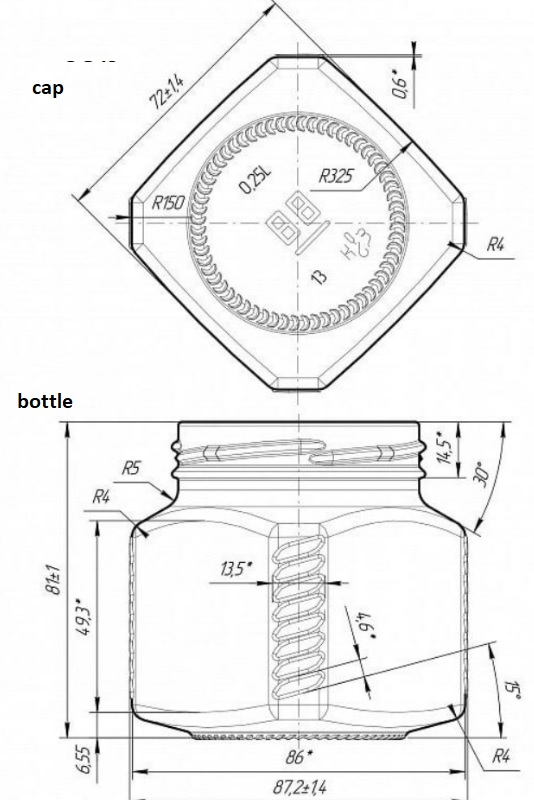 cap
72±1,4
0,6*
0,25L
R325
R150
R4
13
bottle
14,5*
30°
R5
R4
81±1
49,3*
13,5*
4,6*
15°
6,55
86*
R4
87,2±1,4